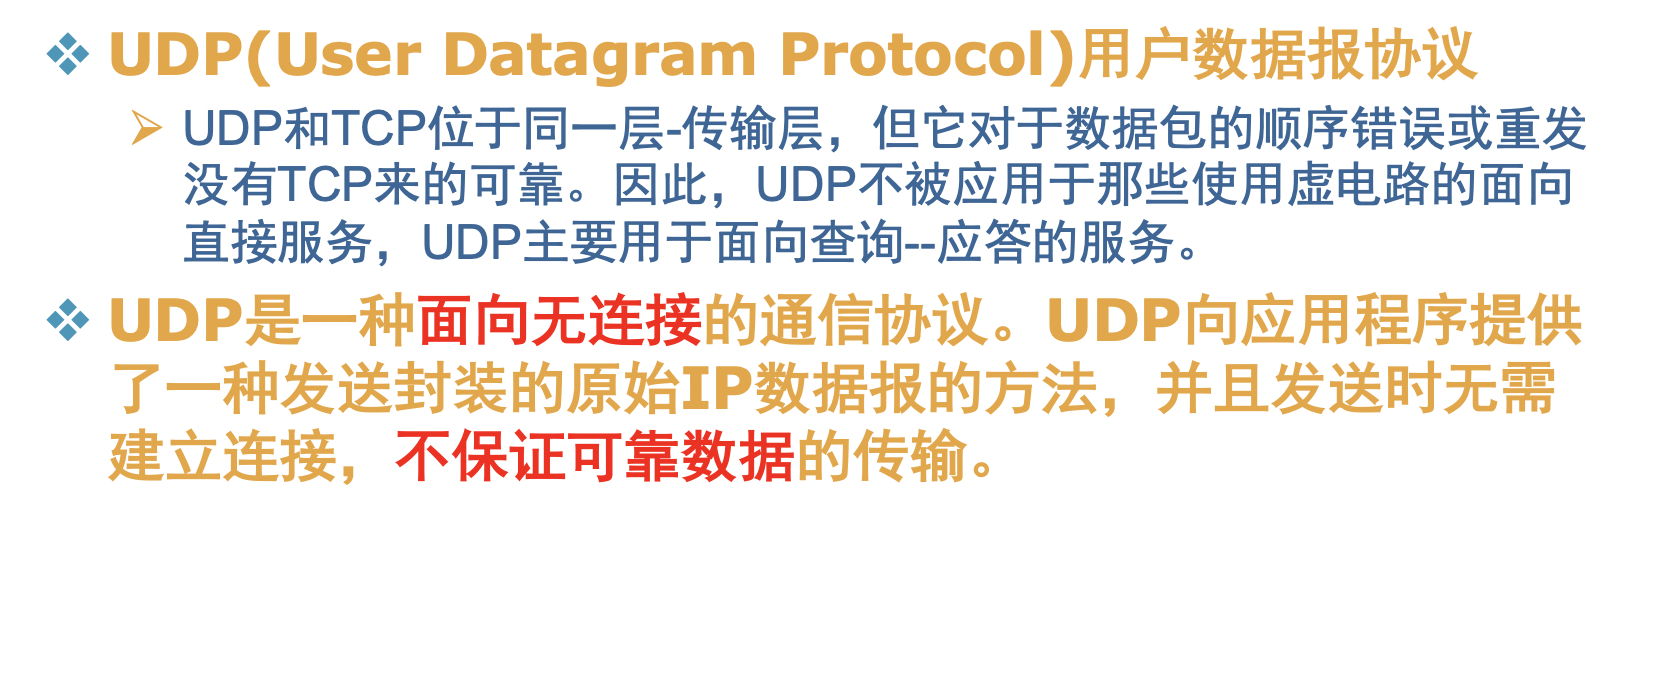 UDP(User Datagram Protocol)用户数据报协议
UDP和TCP位于同一层-传输层，但它对于数据包的顺序错误或重发
没有TCP来的可靠。因此，UDP不被应用于那些使用虚电路的面向
直接服务，UDP主要用于面向查询--应答的服务。
UDP是一种面向无连接的通信协议。UDP向应用程序提供
了一种发送封装的原始IP数据报的方法，并且发送时无需
建立连接，不保证可靠数据的传输。